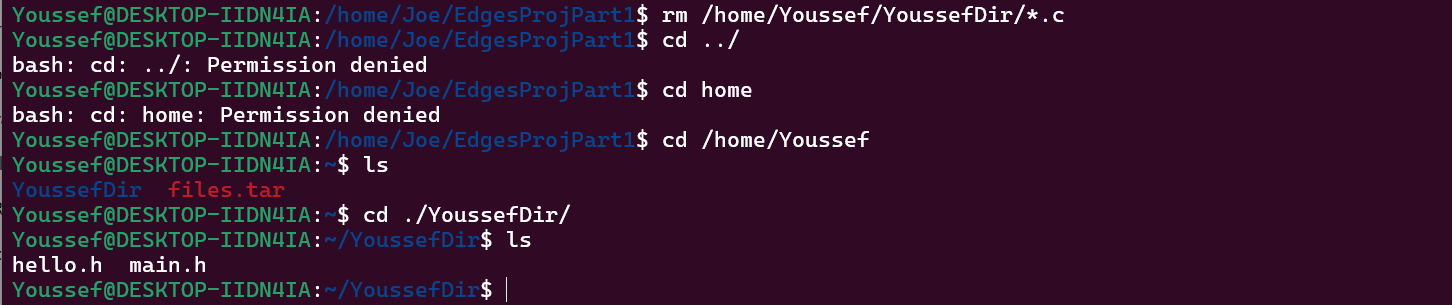 Youssef@DESKTOP-IIDN4IA:/home/Joe/EdgesProjPart1$ rm /home/Youssef/YoussefDir/*.c
Youssef@DESKTOP-IIDN4IA:/home/Joe/EdgesProjPart1$ cd ../
bash: cd: ../: Permission denied
Youssef@DESKTOP-IIDN4IA:/home/Joe/EdgesProjPart1$ cd home
bash: cd: home: Permission denied
Youssef@DESKTOP-IIDN4IA:/home/Joe/EdgesProjPart1$ cd /home/Youssef
Youssef@DESKTOP-IIDN4IA:~$ ls
YoussefDir  files.tar
Youssef@DESKTOP-IIDN4IA:~$ cd ./YoussefDir/
Youssef@DESKTOP-IIDN4IA:~/YoussefDir$ ls
hello.h  main.h
Youssef@DESKTOP-IIDN4IA:~/YoussefDir$